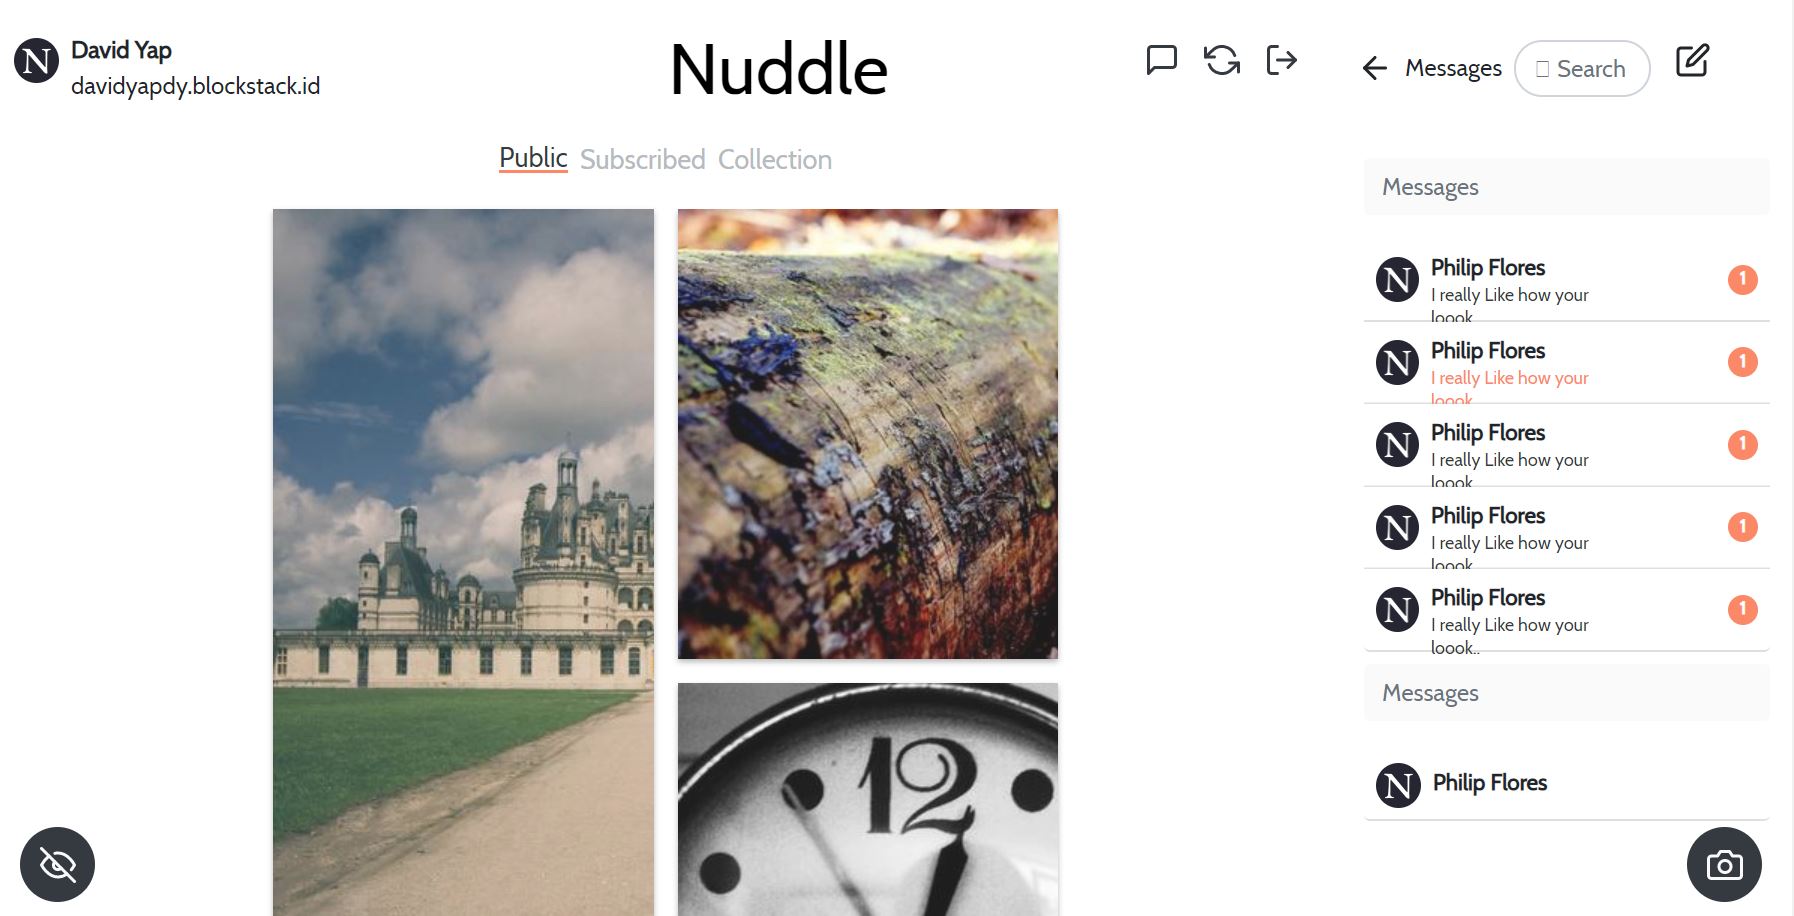 N
David Yap
davidyapdy.blockstack.id
Nuddle
Messages
Search
Public Subscribed Collection
Messages
N
Philip Flores
1
I really Like how your
loook..
N
Philip Flores
1
I really Like how your
loook..
N
Philip Flores
1
I really Like how your
loook..
N
Philip Flores
1
I really Like how your
loook..
N
Philip Flores
1
I really Like how your
loook..
Messages
N
Philip Flores
12